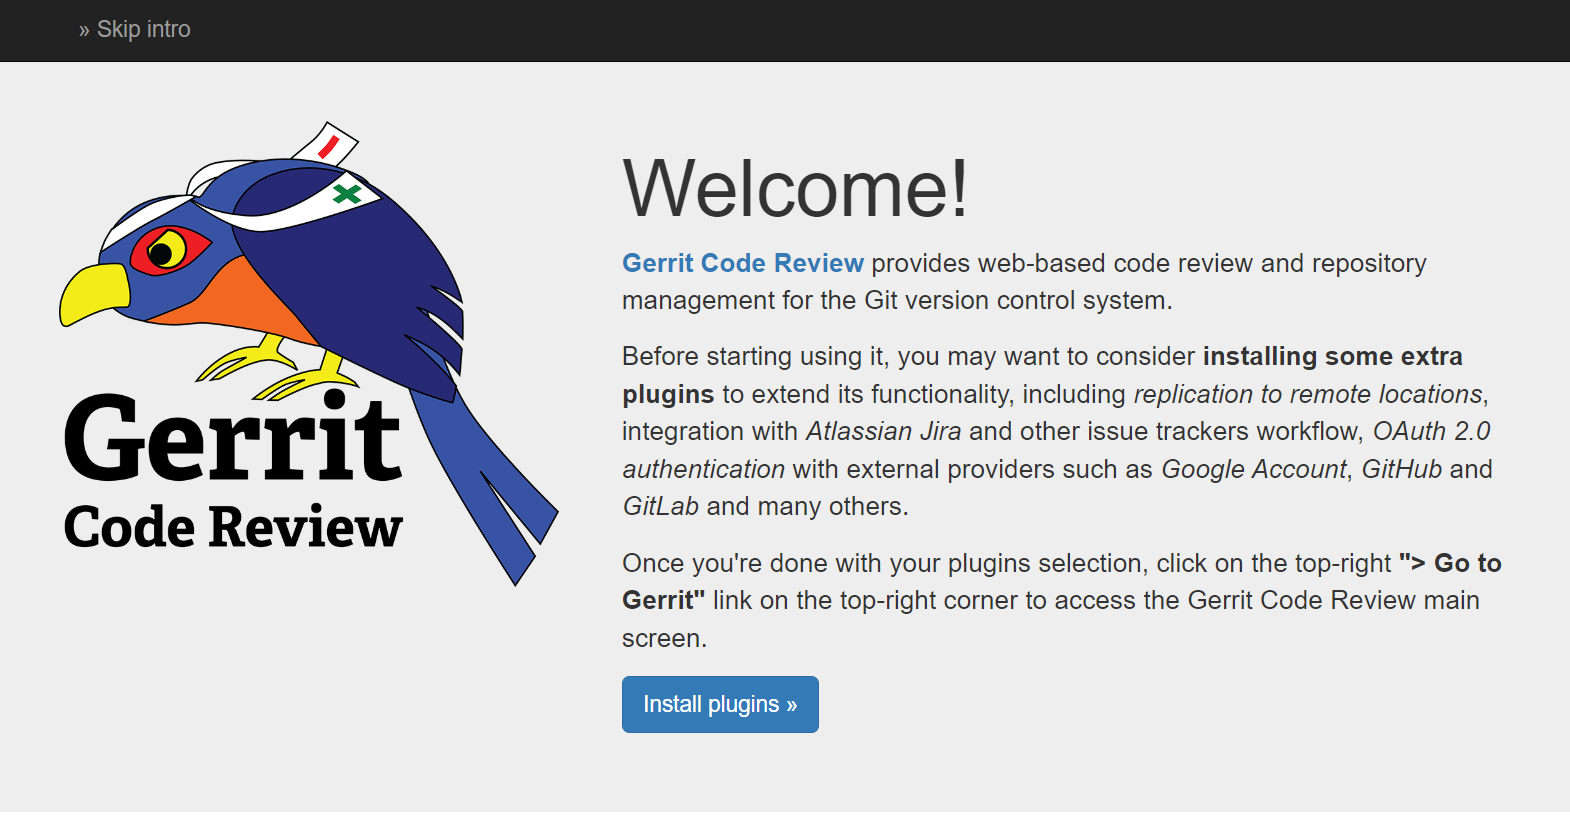 » Skip intro
Gerrit
Code Review
Welcome!
Gerrit Code Review provides web-based code review and repository
management for the Git version control system.
Before starting using it, you may want to consider installing some extra
plugins to extend its functionality, including replication to remote locations,
integration with Atlassian Jira and other issue trackers workflow, OAuth 2.0
authentication with external providers such as Google Account, GitHub and
GitLab and many others.
Once you're done with your plugins selection, click on the top-right "> Go to
Gerrit" link on the top-right corner to access the Gerrit Code Review main
screen.
Install plugins »